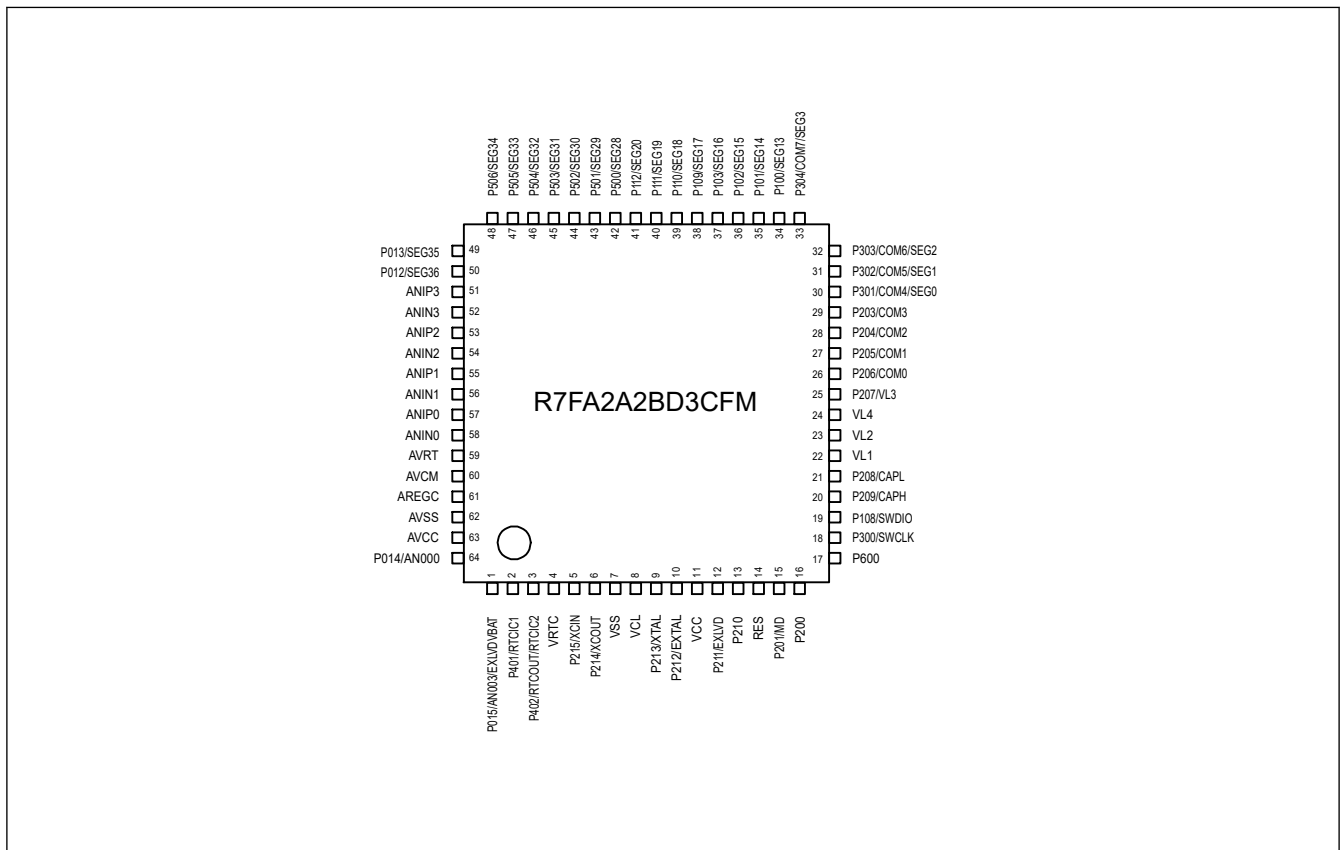 P506/SEG34
P505/SEG33
P504/SEG32
P503/SEG31
P502/SEG30
P501/SEG29
P500/SEG28
P112/SEG20
P111/SEG19
P110/SEG18
P109/SEG17
P103/SEG16
P102/SEG15
P101/SEG14
P100/SEG13
P304/COM7/SEG3
48
47
46
45
44
43
42
41
40
39
38
37
36
35
34
33
P013/SEG35 49
P012/SEG36 50
ANIP3 51
ANIN3 52
ANIP2 53
ANIN2 54
ANIP1 55
ANIN1 56
ANIP0 57
ANIN0 58
AVRT 59
AVCM 60
AREGC 61
AVSS 62
AVCC 63
P014/AN000 64
R7FA2A2BD3CFM
32 P303/COM6/SEG2
31 P302/COM5/SEG1
30 P301/COM4/SEG0
29 P203/COM3
28 P204/COM2
27 P205/COM1
26 P206/COM0
25 P207/VL3
24 VL4
23 VL2
22 VL1
21 P208/CAPL
20 P209/CAPH
19 P108/SWDIO
18 P300/SWCLK
17 P600
1
2
3
4
5
6
7
8
9
10
11
12
13
14
15
16
P015/AN003/EXLVDVBAT
P401/RTCIC1
P402/RTCOUT/RTCIC2
VRTC
P215/XCIN
P214/XCOUT
VSS
VCL
P213/XTAL
P212/EXTAL
VCC
P211/EXLVD
P210
RES
P201/MD
P200